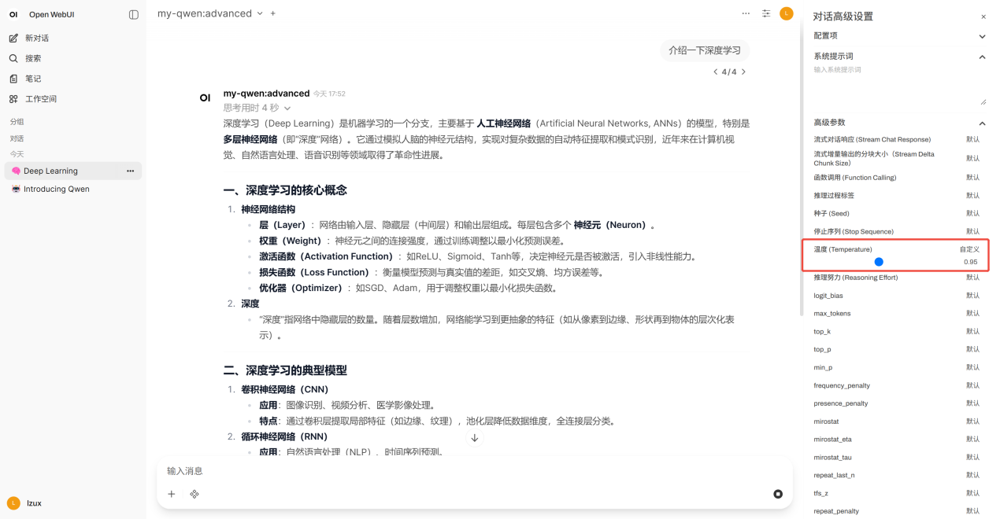 OI Open WebUI
新对话
搜索
笔记
工作空间
分组
对话
今天
Deep Learning
Introducing Qwen
L lzux
my-qwen:advanced
L
介绍一下深度学习
4/4
OI my-qwen:advanced 今天 17:52
思考用时 4 秒
深度学习（Deep Learning）是机器学习的一个分支，主要基于 人工神经网络（Artificial Neural Networks, ANNs）的模型，特别是
多层神经网络（即“深度”网络）。它通过模拟人脑的神经元结构，实现对复杂数据的自动特征提取和模式识别，近年来在计算机视
觉、自然语言处理、语音识别等领域取得了革命性进展。
一、深度学习的核心概念
1. 神经网络结构
层（Layer）：网络由输入层、隐藏层（中间层）和输出层组成。每层包含多个 神经元（Neuron）。
权重（Weight）：神经元之间的连接强度，通过训练调整以最小化预测误差。
激活函数（Activation Function）：如ReLU、Sigmoid、Tanh等，决定神经元是否被激活，引入非线性能力。
损失函数（Loss Function）：衡量模型预测与真实值的差距，如交叉熵、均方误差等。
优化器（Optimizer）：如SGD、Adam，用于调整权重以最小化损失函数。
2. 深度
“深度”指网络中隐藏层的数量。随着层数增加，网络能学习到更抽象的特征（如从像素到边缘、形状再到物体的层次化表
示）。
二、深度学习的典型模型
1. 卷积神经网络（CNN）
应用：图像识别、视频分析、医学影像处理。
特点：通过卷积层提取局部特征（如边缘、纹理），池化层降低数据维度，全连接层分类。
2. 循环神经网络（RNN）
应用：自然语言处理（NLP）、时间序列预测。
输入消息
对话高级设置
配置项
系统提示词
输入系统提示词
高级参数
流式对话响应 (Stream Chat Response) 默认
流式增量输出的分块大小（Stream Delta
Chunk Size） 默认
函数调用 (Function Calling) 默认
推理过程标签 默认
种子 (Seed) 默认
停止序列 (Stop Sequence) 默认
温度 (Temperature) 自定义
0.95
推理努力 (Reasoning Effort) 默认
logit_bias 默认
max_tokens 默认
top_k 默认
top_p 默认
min_p 默认
frequency_penalty 默认
presence_penalty 默认
mirostat 默认
mirostat_eta 默认
mirostat_tau 默认
repeat_last_n 默认
tfs_z 默认
repeat_penalty 默认